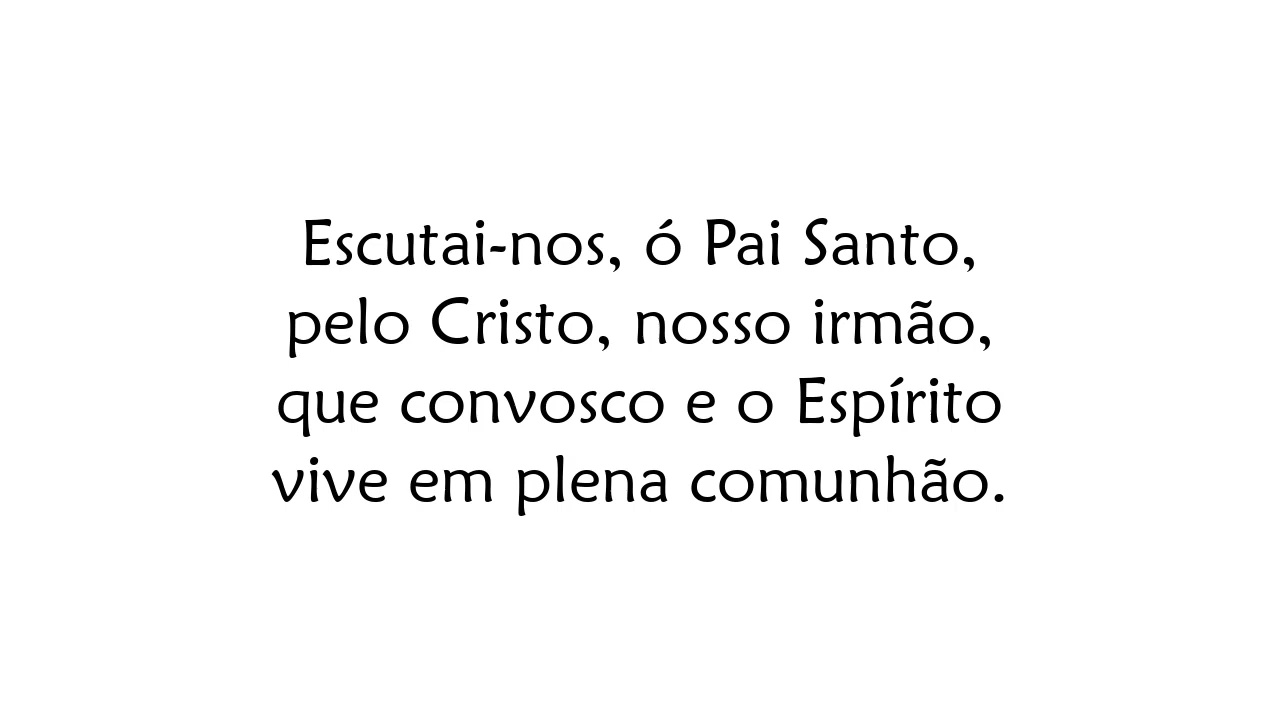 Escutai-nos, ó Pai Santo,
pelo Cristo, nosso irmão,
que convosco e o Espírito
vive em plena comunhão.